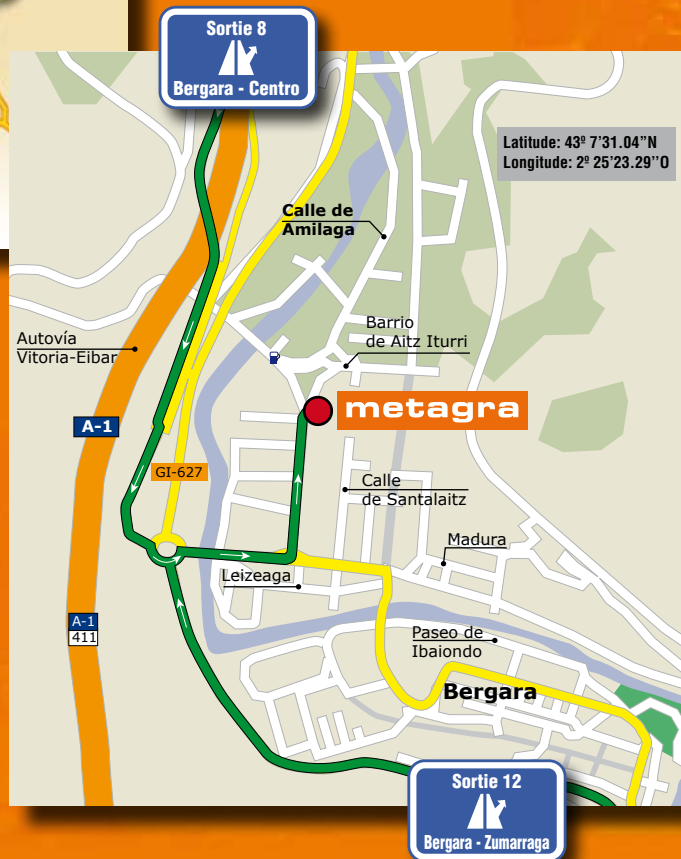 Sortie 8
Bergara - Centro
Latitude: 43º 7'31.04”N
Longitude: 2º 25'23.29''O
Calle de
Amilaga
Barrio
de Aitz Iturri
Autovía
Vitoria-Eibar
metagra
A-1
GI-627
Calle
de Santalaitz
Madura
Leizeaga
A-1
411
Paseo de
Ibaiondo
Bergara
Sortie 12
Bergara - Zumarraga